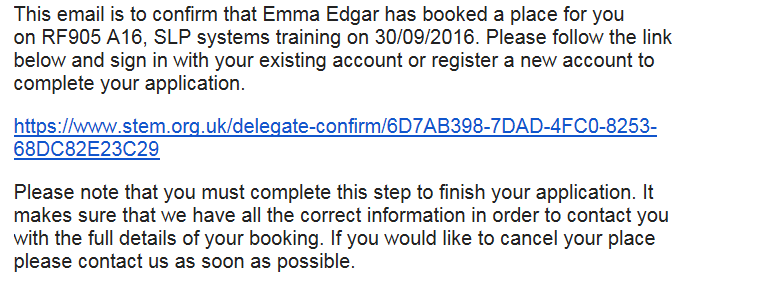 This email is to confirm that Emma Edgar has booked a place for you
on RF905 A16, SLP systems training on 30/09/2016. Please follow the link
below and sign in with your existing account or register a new account to
complete your application.
https://www.stem.org.uk/delegate-confirm/6D7AB398-7DAD-4FC0-8253-
68DC82E23C29
Please note that you must complete this step to finish your application. It
makes sure that we have all the correct information in order to contact you
with the full details of your booking. If you would like to cancel your place
please contact us as soon as possible.